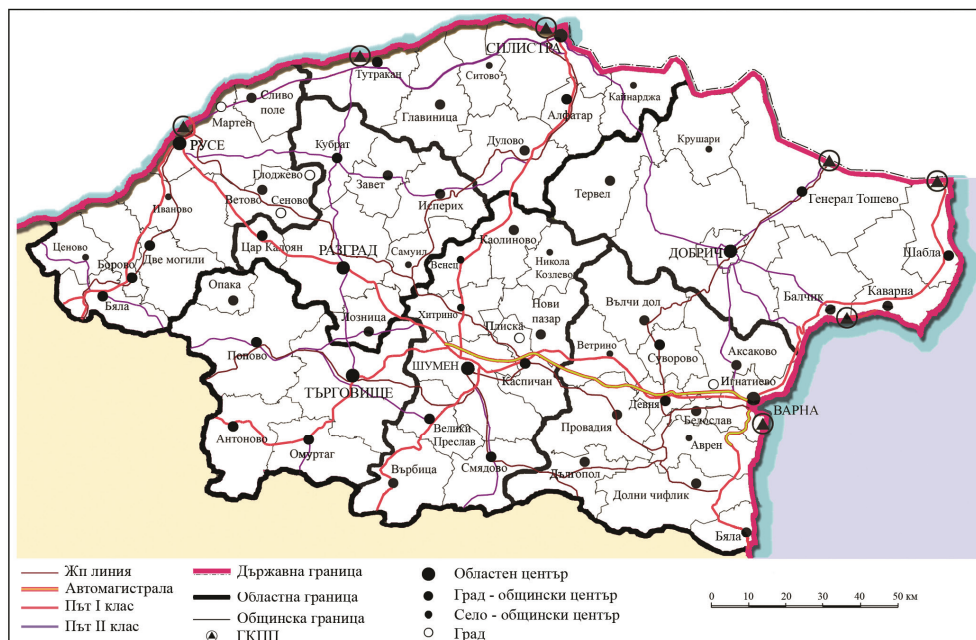 СИЛИСТРА
Тутракан
Ситово
Сливо
поле
Мартен
Главиница
Алфатар
Кайнарджа
РУСЕ
Крушари
Кубрат
Дулово
Глоджево
Завет
Тервел
Ветово
Сеново
Исперих
Генерал Тошево
Иваново
Ценово
Цар Калоян
Каолиново
Две могили
РАЗГРАД
Самуил
Венец
Никола
Козлево
ДОБРИЧ
Шабла
Борово
Опака
Бяла
Хитрино
Нови
пазар
Вълчи дол
Балчик
Каварна
Лозница
Плиска
Попово
Ветрино
Суворово
Аксаково
ШУМЕН
Каспичан
Игнатиево
ТЪРГОВИЩЕ
Девня
ВАРНА
Белослав
Антоново
Велики
Преслав
Провадия
Аврен
Омуртаг
Върбица
Смядово
Дългопол
Долни чифлик
Бяла
Жп линия
Автомагистрала
Път I клас
Път II клас
Държавна граница
Областна граница
Общинска граница
ГКПП
Областен център
Град - общински център
Село - общински център
Град
0 10 20 30 40 50 км